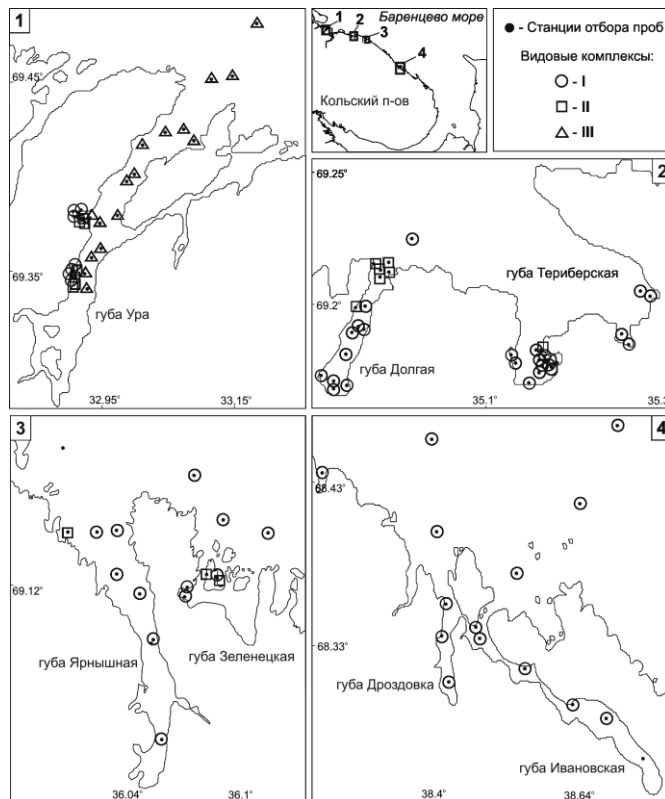 1
69.45°
69.35°
губа Ура
32.95°
33.15°
Баренцево море
1
2
3
4
Кольский п-ов
- Станции отбора проб
Видовые комплексы:
- I
- II
- III
2
69.25°
губа Териберская
69.2°
губа Долгая
35.1°
35.3
3
69.12°
губа Ярнышная
губа Зеленецкая
36.04°
36.1°
4
68.43°
68.33°
губа Дроздовка
губа Ивановская
38.4°
38.64°